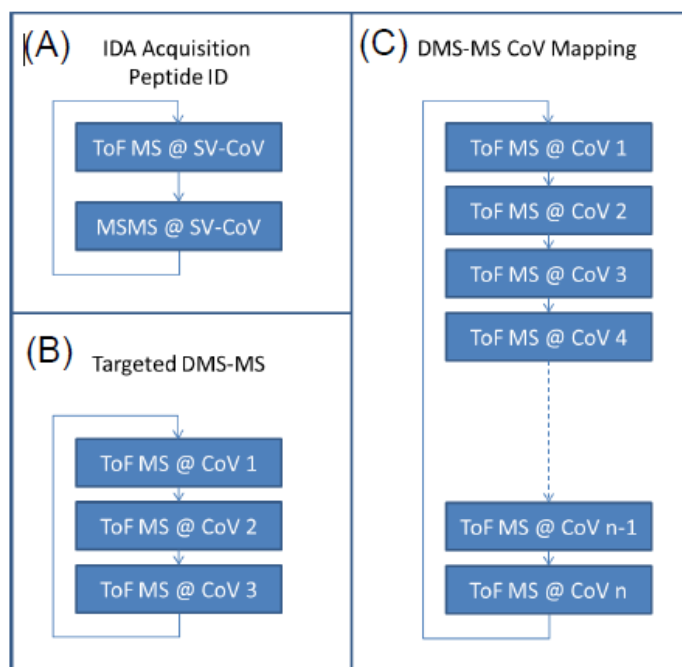 (A) IDA Acquisition
Peptide ID
ToF MS @ SV-CoV
MSMS @ SV-CoV
(B) Targeted DMS-MS
ToF MS @ CoV 1
ToF MS @ CoV 2
ToF MS @ CoV 3
(C) DMS-MS CoV Mapping
ToF MS @ CoV 1
ToF MS @ CoV 2
ToF MS @ CoV 3
ToF MS @ CoV 4
ToF MS @ CoV n-1
ToF MS @ CoV n